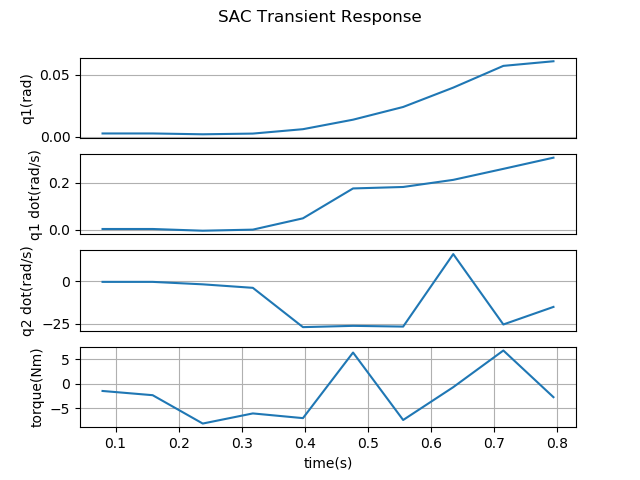 SAC Transient Response
q1(rad)
0.05
0.00
q1 dot(rad/s)
0.2
0.0
q2 dot(rad/s)
0
−25
torque(Nm)
5
0
−5
0.1 0.2 0.3 0.4 0.5 0.6 0.7 0.8
time(s)